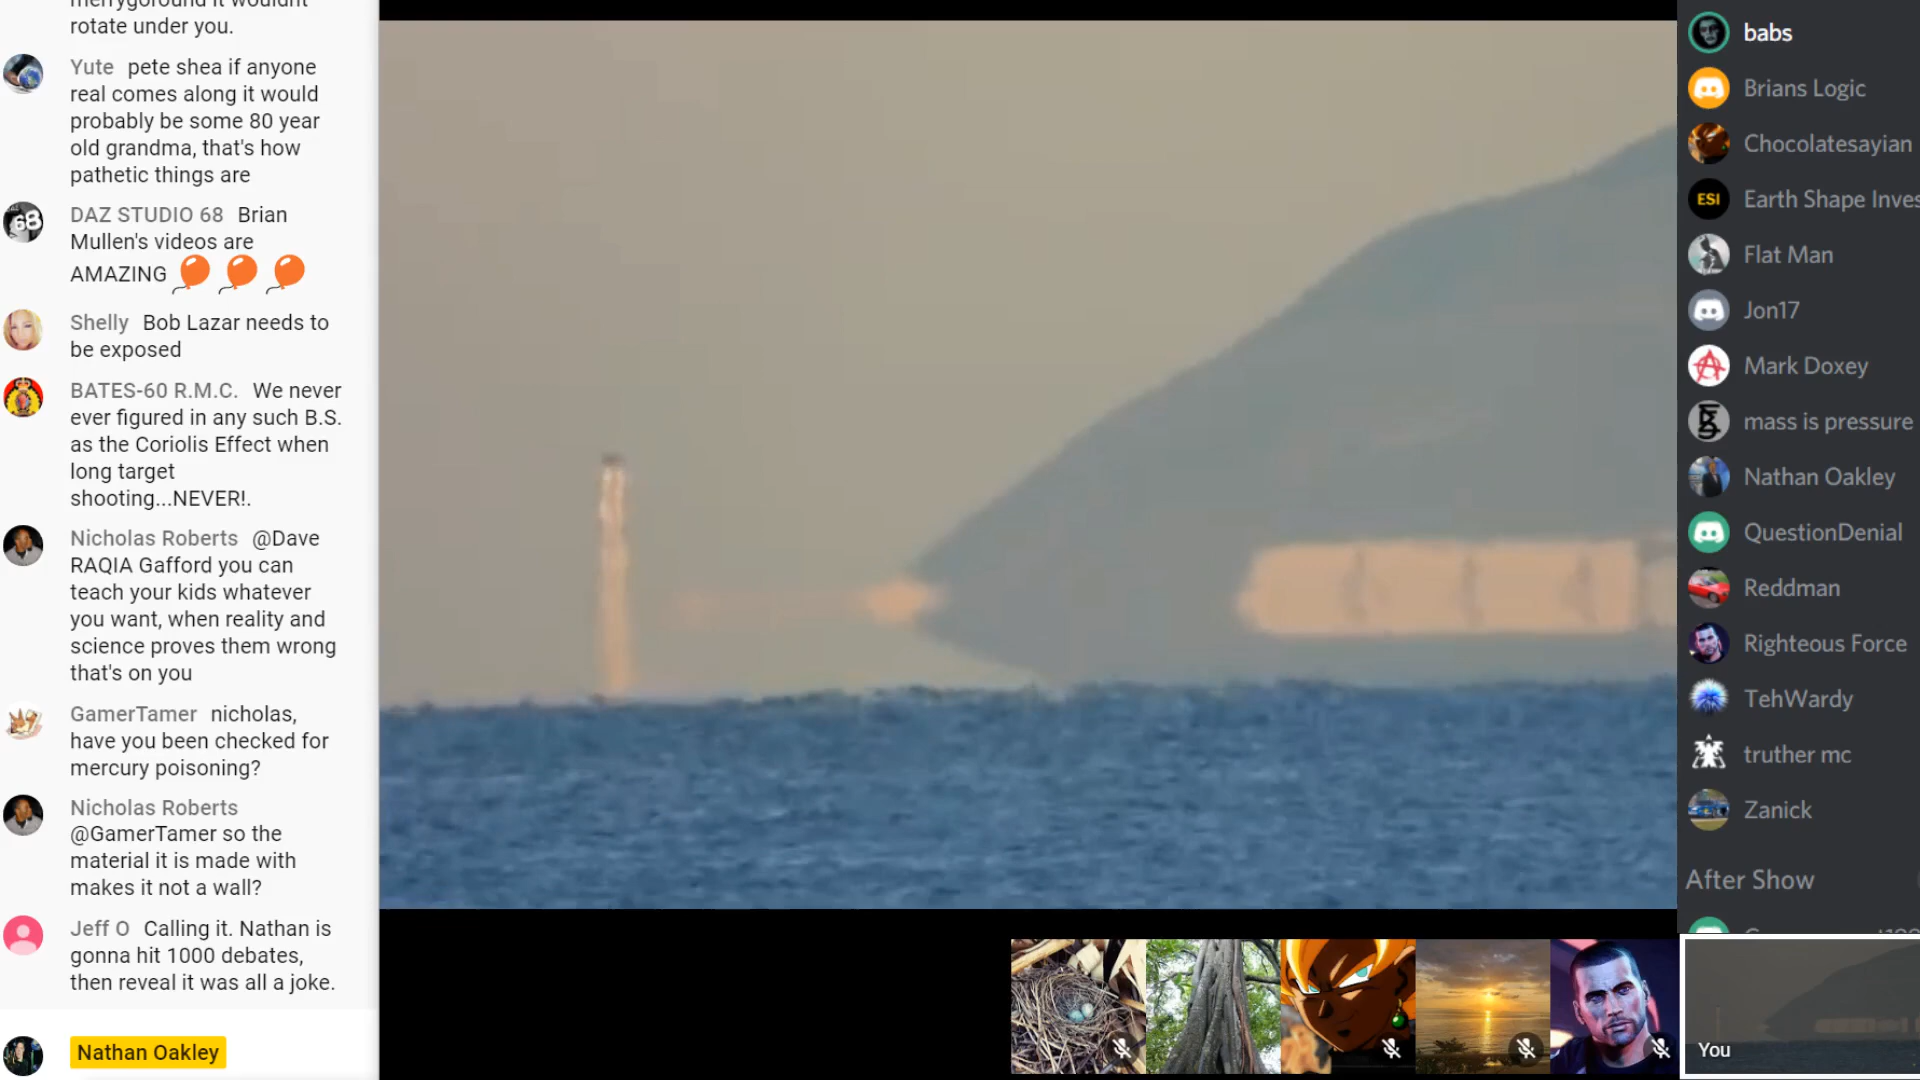 merrygoround it wouldnt
rotate under you.
Yute pete shea if anyone
real comes along it would
probably be some 80 year
old grandma, that's how
pathetic things are
DAZ STUDIO 68 Brian
Mullen's videos are
AMAZING
Shelly Bob Lazar needs to
be exposed
BATES-60 R.M.C. We never
ever figured in any such B.S.
as the Coriolis Effect when
long target
shooting...NEVER!.
Nicholas Roberts @Dave
RAQIA Gafford you can
teach your kids whatever
you want, when reality and
science proves them wrong
that's on you
GamerTamer nicholas,
have you been checked for
mercury poisoning?
Nicholas Roberts
@GamerTamer so the
material it is made with
makes it not a wall?
Jeff O Calling it. Nathan is
gonna hit 1000 debates,
then reveal it was all a joke.
Nathan Oakley
68
babs
Brians Logic
Chocolatesayian
ESI
Earth Shape Inves
Flat Man
Jon17
Mark Doxey
mass is pressure
Nathan Oakley
QuestionDenial
Reddman
Righteous Force
TehWardy
truther mc
Zanick
After Show
You